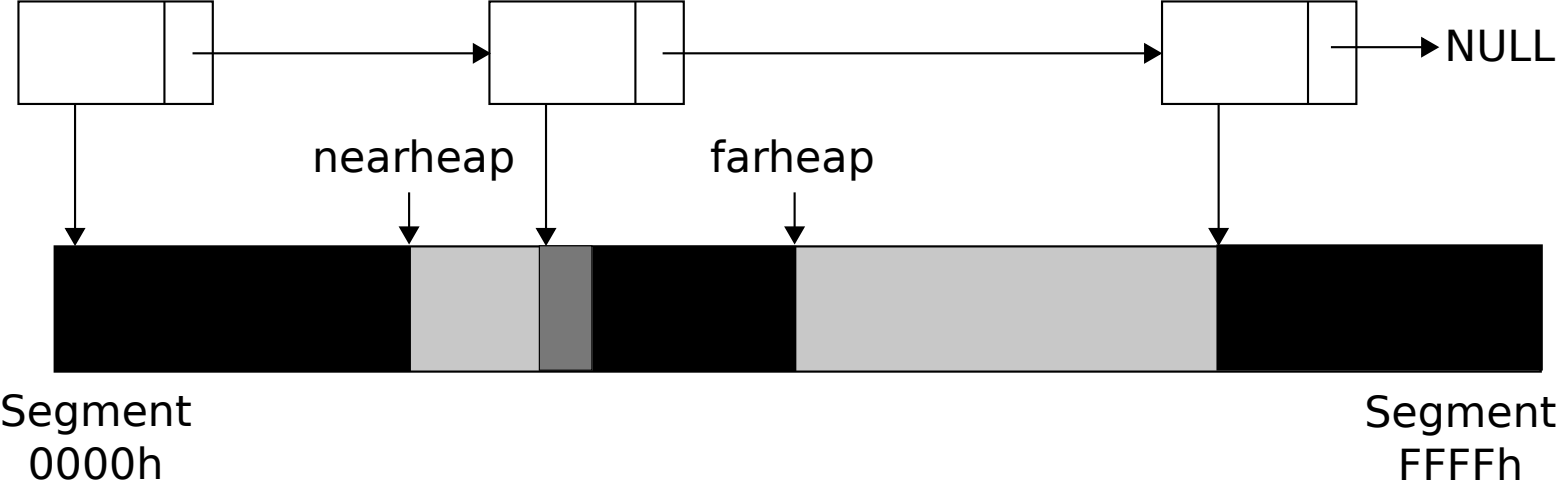 NULL
nearheap
farheap
Segment
0000h
Segment
FFFFh